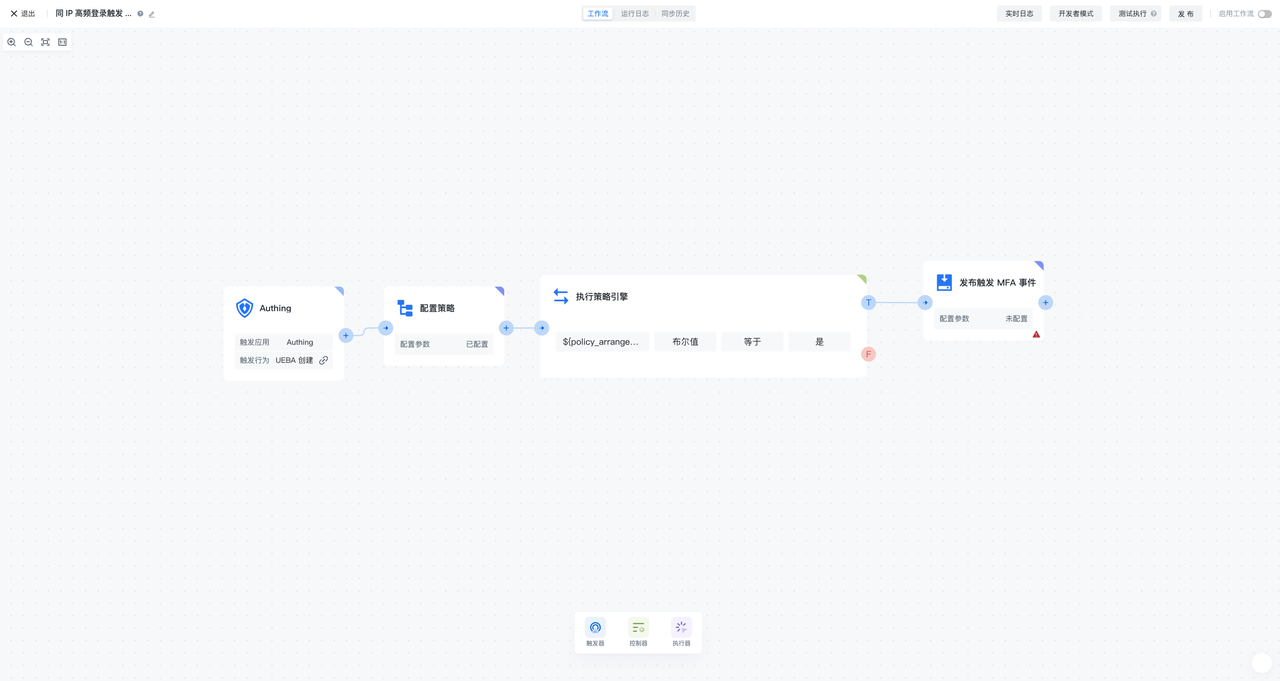 退出
同 IP 高频登录触发 ...
工作流 运行日志 同步历史
实时日志 开发者模式 测试执行 发 布 启用工作流
Authing
触发应用 Authing
触发行为 UEBA 创建
配置策略
配置参数 已配置
执行策略引擎
${policy_arrange... 布尔值 等于 是
T
F
发布触发 MFA 事件
配置参数 未配置
触发器 控制器 执行器